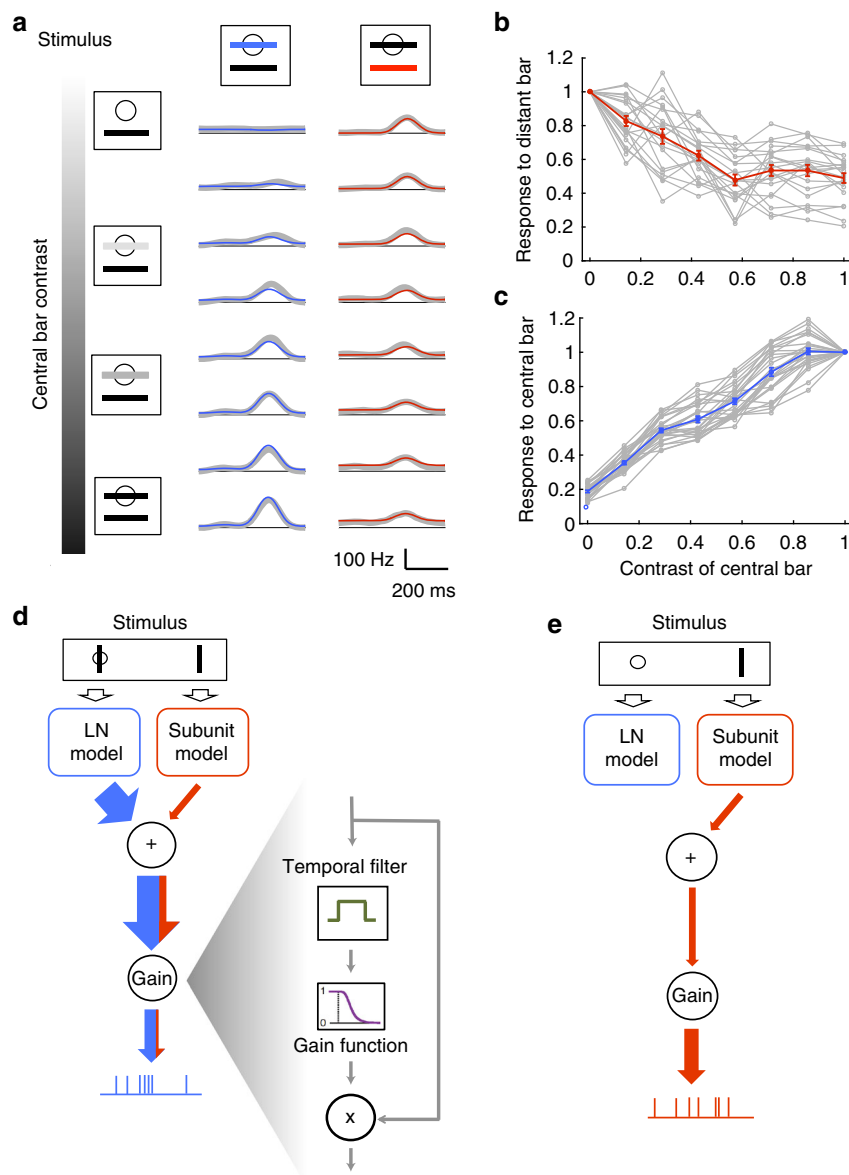 a
Stimulus
Central bar contrast
100 Hz
200 ms
b
Response to distant bar
1.2
1
0.8
0.6
0.4
0.2
0
0 0.2 0.4 0.6 0.8 1
c
Response to central bar
1.2
1.0
0.8
0.6
0.4
0.2
0
0 0.2 0.4 0.6 0.8 1
Contrast of central bar
d
Stimulus
LN
model
Subunit
model
+
Gain
Temporal filter
1
0
Gain function
x
e
Stimulus
LN
model
Subunit
model
+
Gain